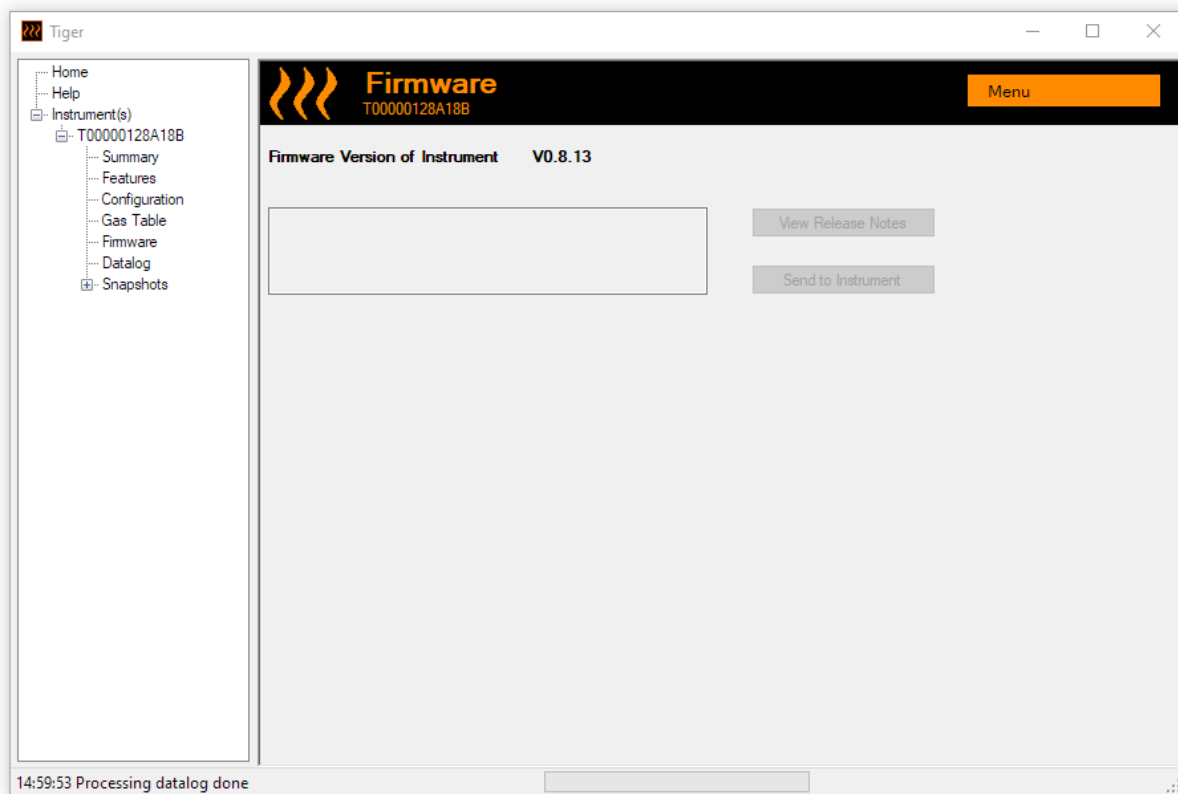 Tiger
Home
Help
Instrument(s)
T00000128A18B
Summary
Features
Configuration
Gas Table
Firmware
Datalog
Snapshots
Firmware
T00000128A18B
Menu
Firmware Version of Instrument V0.8.13
View Release Notes
Send to Instrument
14:59:53 Processing datalog done